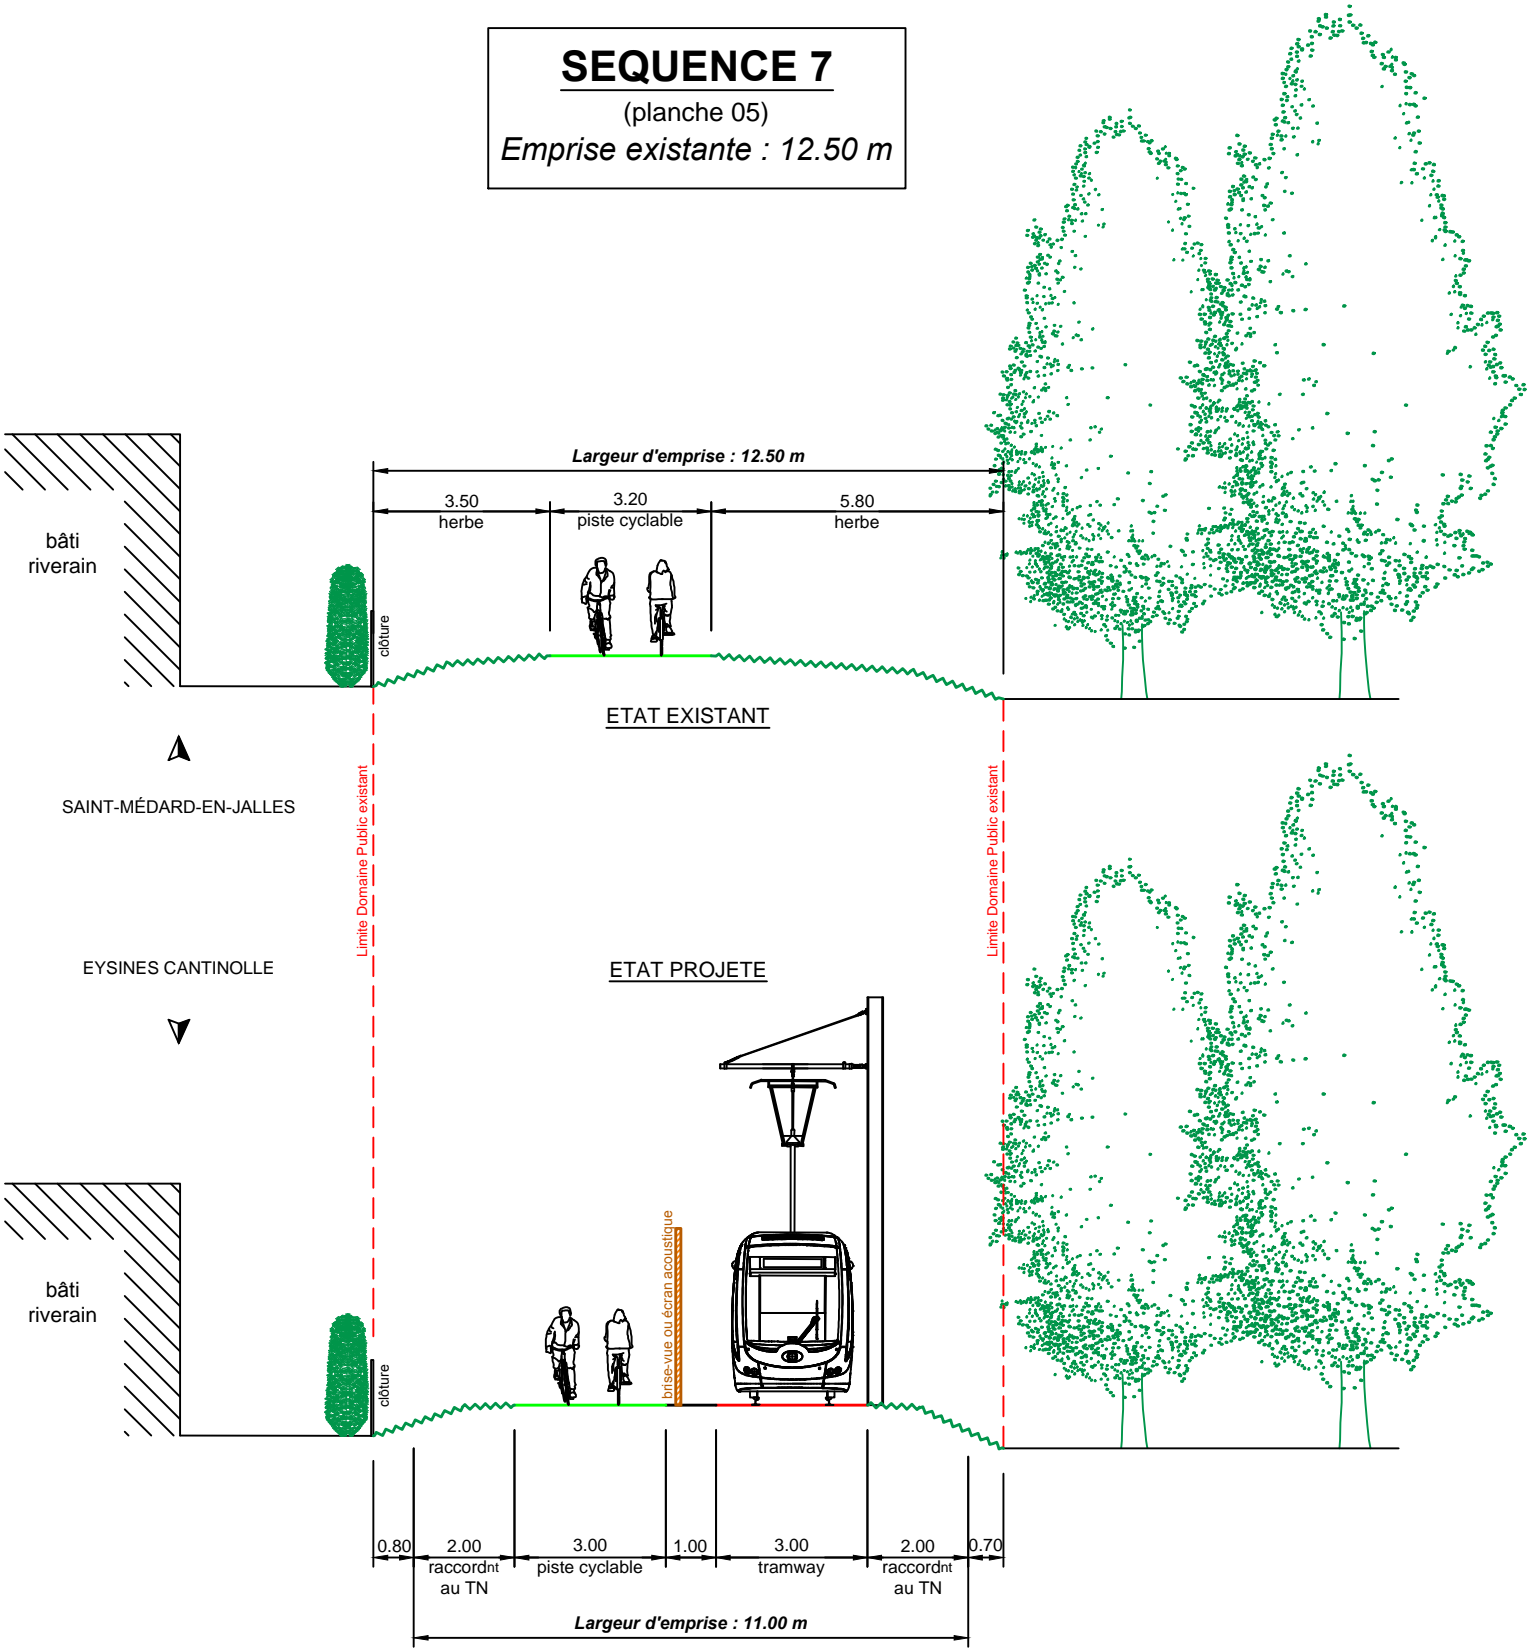 SEQUENCE 7
(planche 05)
Emprise existante : 12.50 m
Largeur d'emprise : 12.50 m
3.50
herbe
3.20
piste cyclable
5.80
herbe
bâti
riverain
clôture
ETAT EXISTANT
SAINT-MÉDARD-EN-JALLES
Limite Domaine Public existant
Limite Domaine Public existant
EYSINES CANTINOLLE
ETAT PROJETE
bâti
riverain
clôture
brise-vue ou écran acoustique
0.80
2.00
raccordnt
au TN
3.00
piste cyclable
1.00
3.00
tramway
2.00
raccordnt
au TN
0.70
Largeur d'emprise : 11.00 m